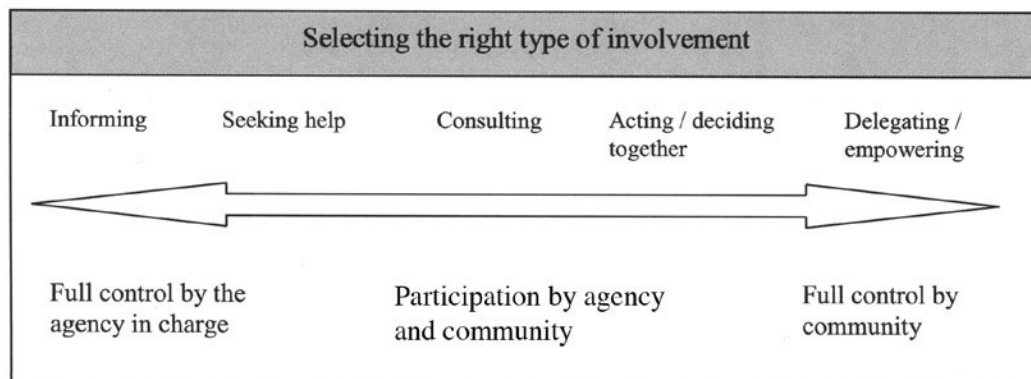 Selecting the right type of involvement
Informing
Seeking help
Consulting
Acting / deciding
together
Delegating /
empowering
Full control by the
agency in charge
Participation by agency
and community
Full control by
community